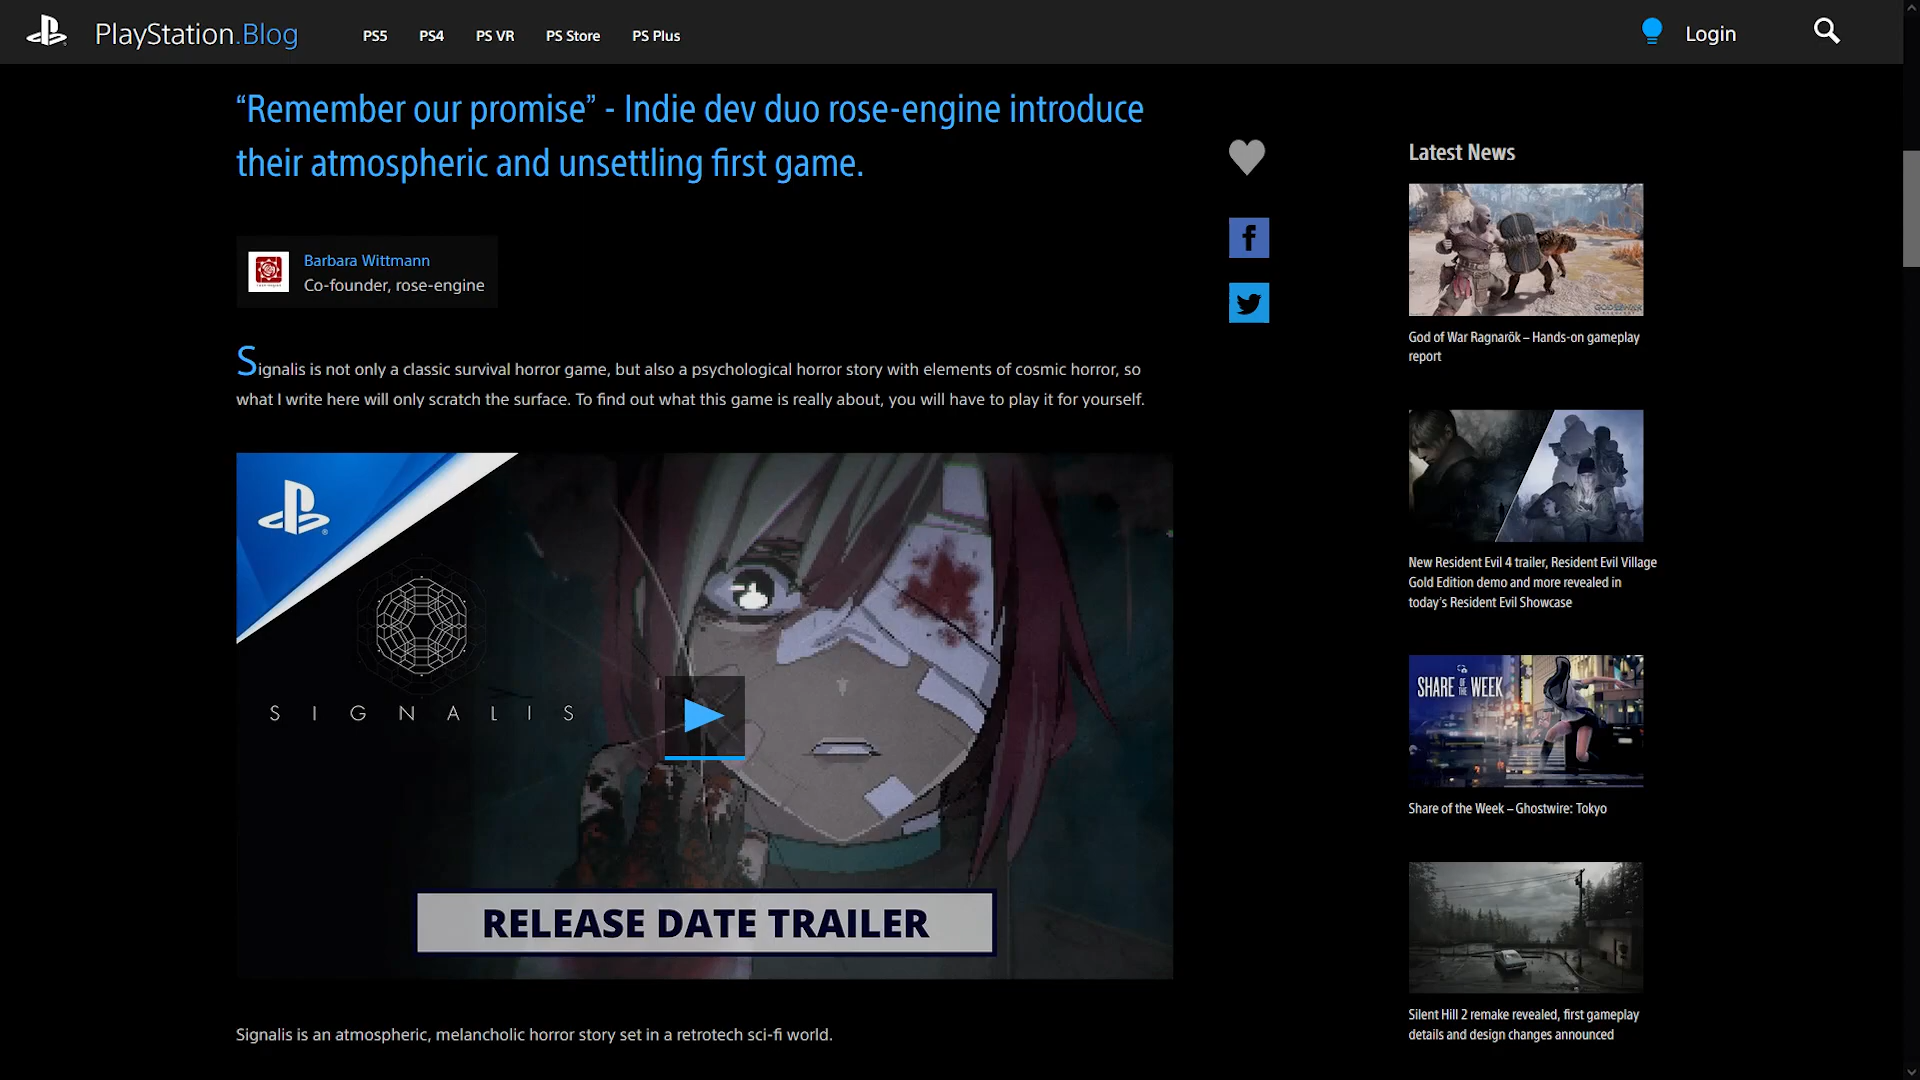 PlayStation.Blog
PS5
PS4
PS VR
PS Store
PS Plus
Login
“Remember our promise” - Indie dev duo rose-engine introduce
their atmospheric and unsettling first game.
Barbara Wittmann
Co-founder, rose-engine
Signalis is not only a classic survival horror game, but also a psychological horror story with elements of cosmic horror, so
what I write here will only scratch the surface. To find out what this game is really about, you will have to play it for yourself.
SIGNALIS
RELEASE DATE TRAILER
Signalis is an atmospheric, melancholic horror story set in a retrotech sci-fi world.
Latest News
God of War Ragnarök – Hands-on gameplay
report
New Resident Evil 4 trailer, Resident Evil Village
Gold Edition demo and more revealed in
today’s Resident Evil Showcase
SHARE OF THE WEEK
Share of the Week – Ghostwire: Tokyo
Silent Hill 2 remake revealed, first gameplay
details and design changes announced